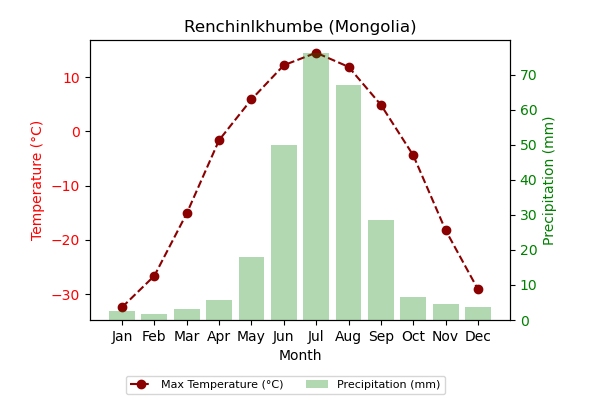 Renchinlkhumbe (Mongolia)
Temperature (°C)
10
0
−10
−20
−30
Precipitation (mm)
70
60
50
40
30
20
10
0
Jan Feb Mar Apr May Jun Jul Aug Sep Oct Nov Dec
Month
Max Temperature (°C) Precipitation (mm)